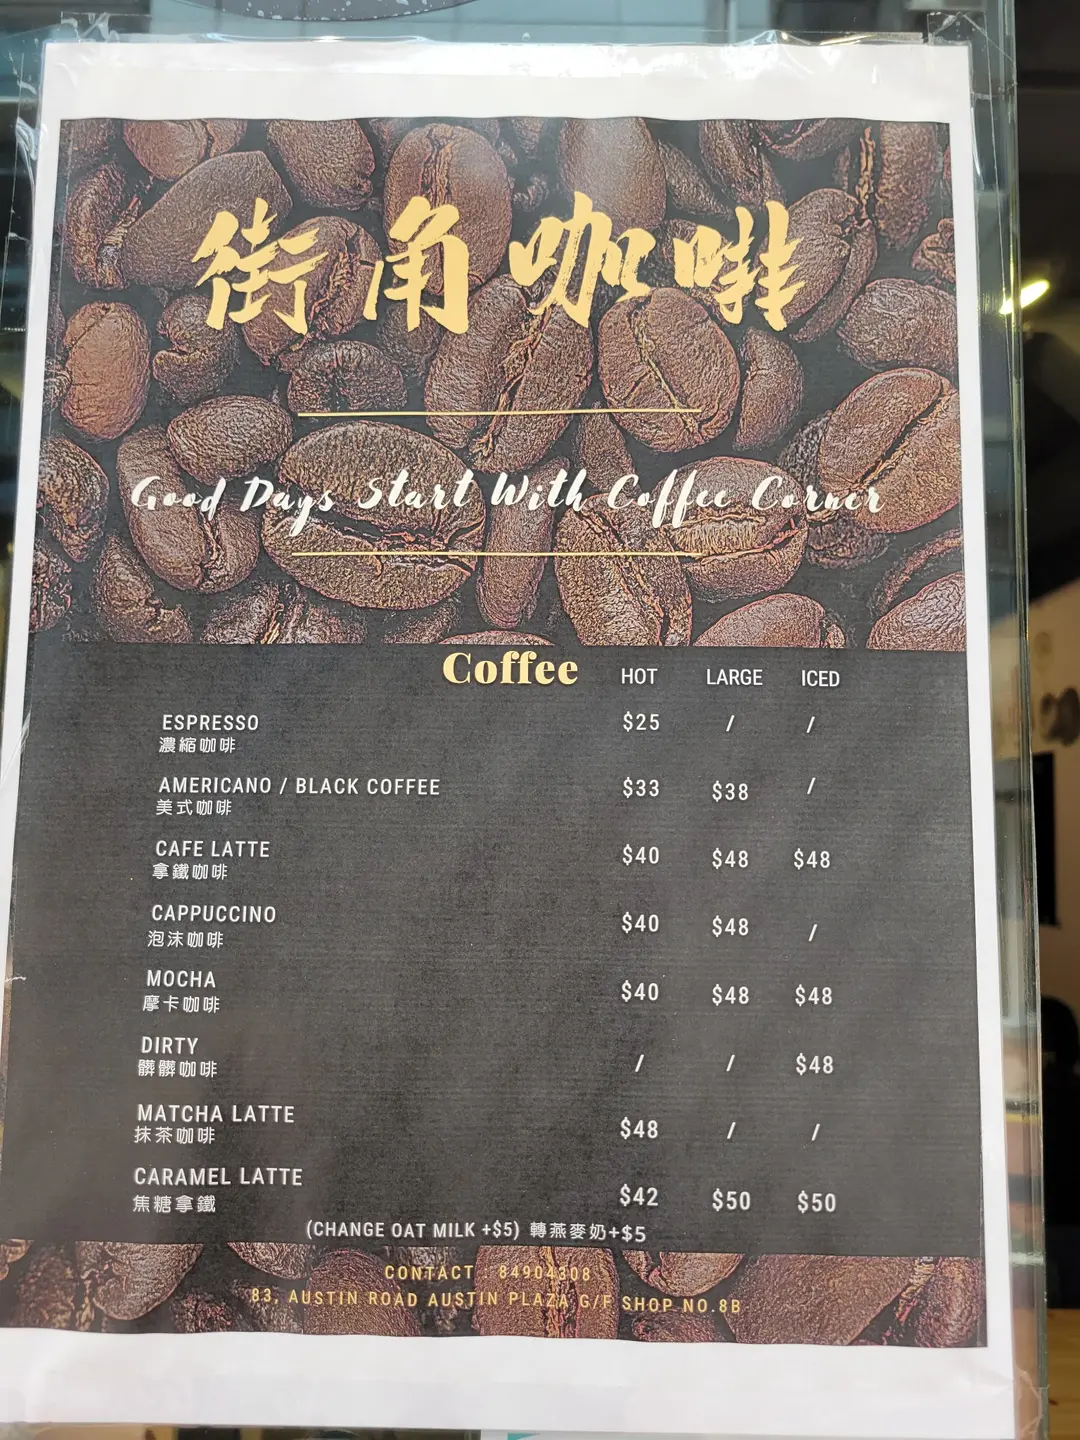 街角咖啡
Good Days Start With Coffee Corner
Coffee HOT LARGE ICED
ESPRESSO $25 / /
濃縮咖啡
AMERICANO / BLACK COFFEE $33 $38 /
美式咖啡
CAFE LATTE $40 $48 $48
拿鐵咖啡
CAPPUCCINO $40 $48 /
泡沫咖啡
MOCHA $40 $48 $48
摩卡咖啡
DIRTY / / $48
髒髒咖啡
MATCHA LATTE $48 / /
抹茶咖啡
CARAMEL LATTE $42 $50 $50
焦糖拿鐵
(CHANGE OAT MILK +$5) 轉燕麥奶+$5
CONTACT : 84904308
83, AUSTIN ROAD AUSTIN PLAZA G/F SHOP NO.8B